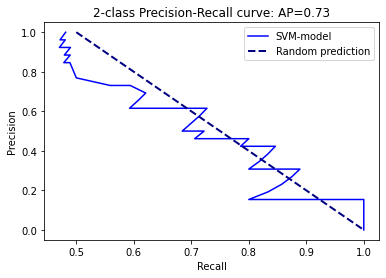 2-class Precision-Recall curve: AP=0.73
SVM-model
Random prediction
Precision
1.0
0.8
0.6
0.4
0.2
0.0
0.5 0.6 0.7 0.8 0.9 1.0
Recall